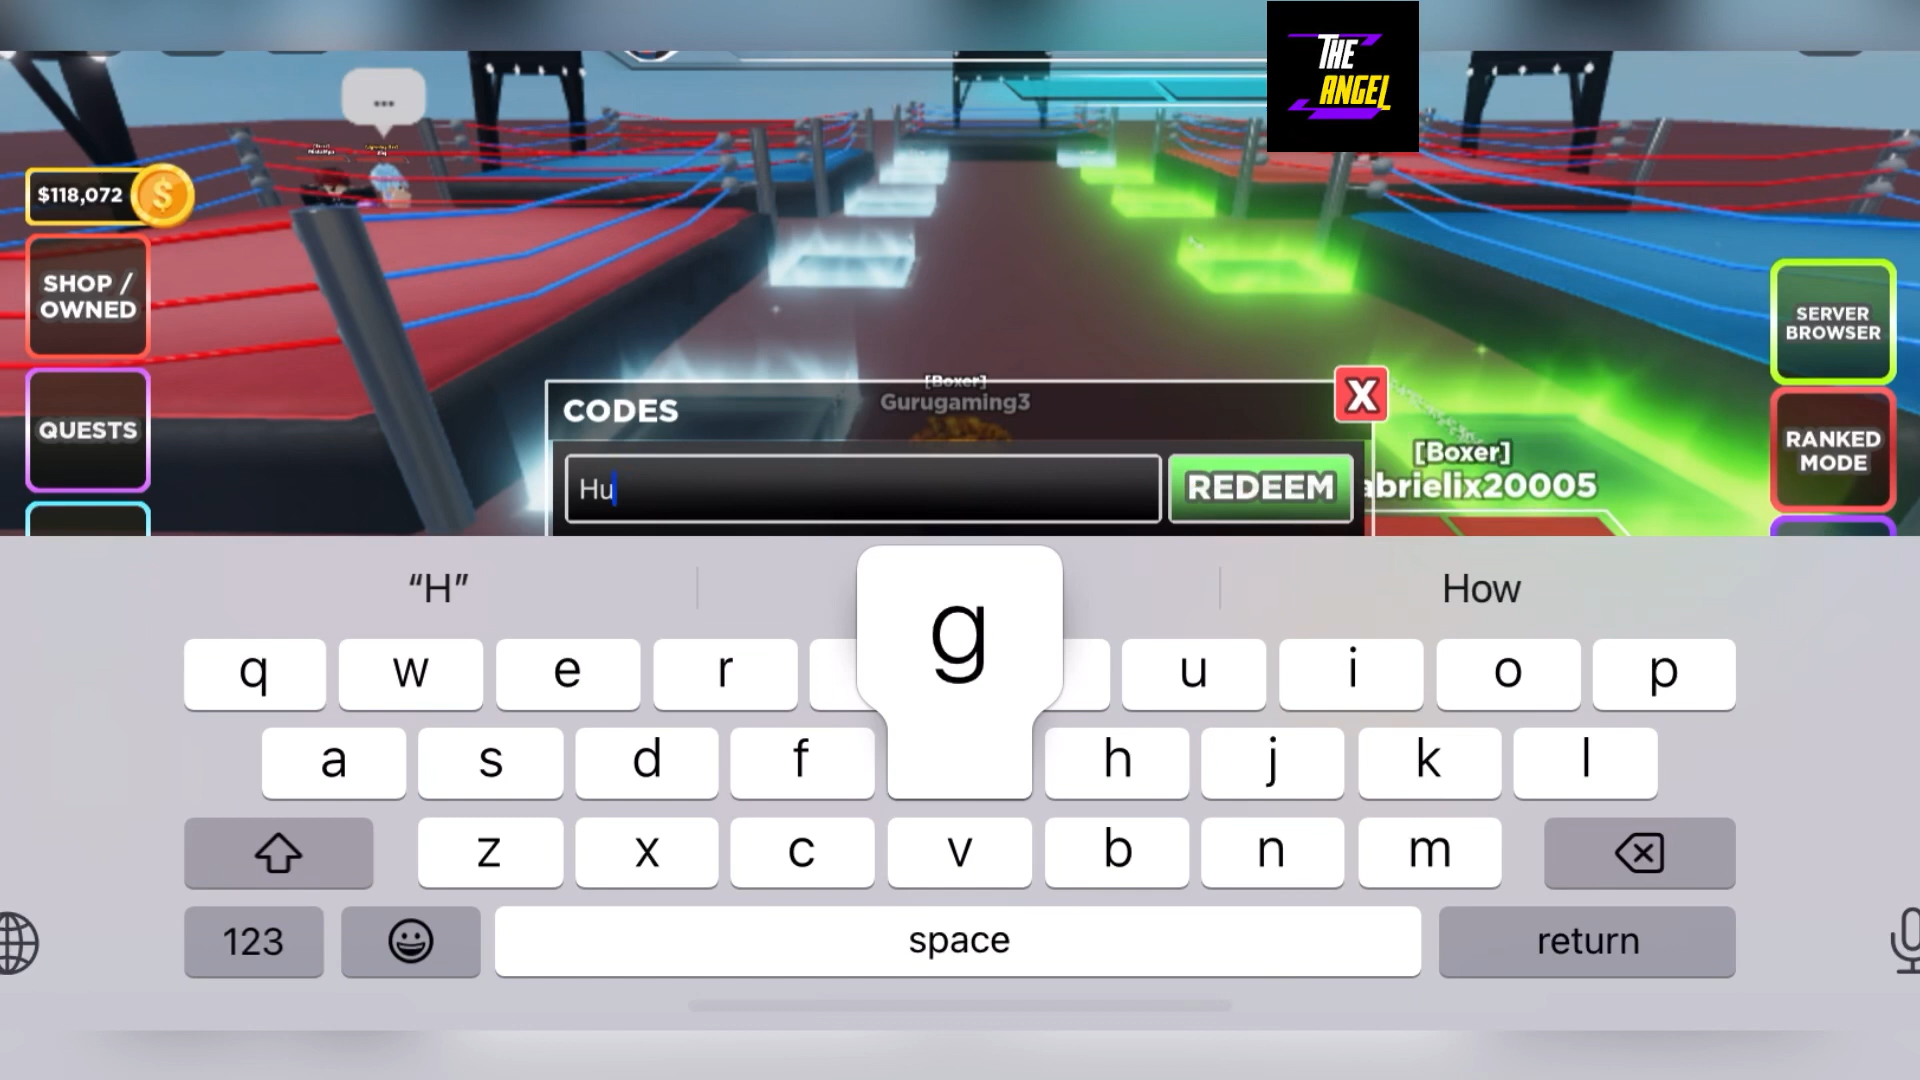 THE
ANGEL
...
$118,072
$
SHOP /
OWNED
QUESTS
SERVER
BROWSER
RANKED
MODE
[Boxer]
Gurugaming3
CODES
X
[Boxer]
abrielix20005
Hu
REDEEM
“H”
How
g
q w e r u i o p
a s d f h j k l
z x c v b n m
123 space return